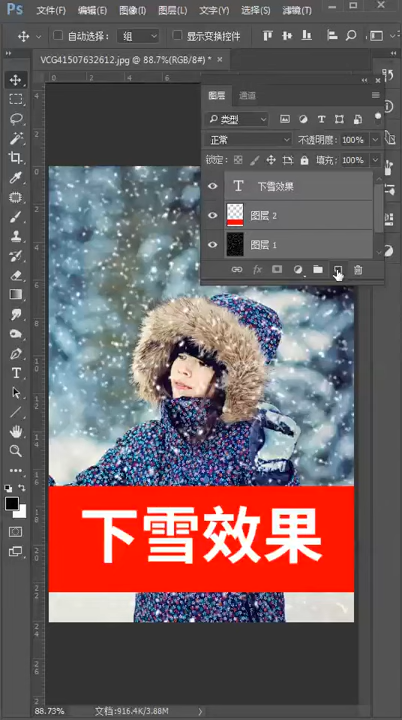 Ps 文件(F) 编辑(E) 图像(I) 图层(L) 文字(Y) 选择(S) 滤镜(T)
自动选择: 组 显示变换控件
VCG41507632612.jpg @ 88.7%(RGB/8#) *
图层 通道
类型
正常 不透明度: 100%
锁定: 填充: 100%
T 下雪效果
图层 2
图层 1
fx
下雪效果
88.73% 文档:916.4K/3.88M